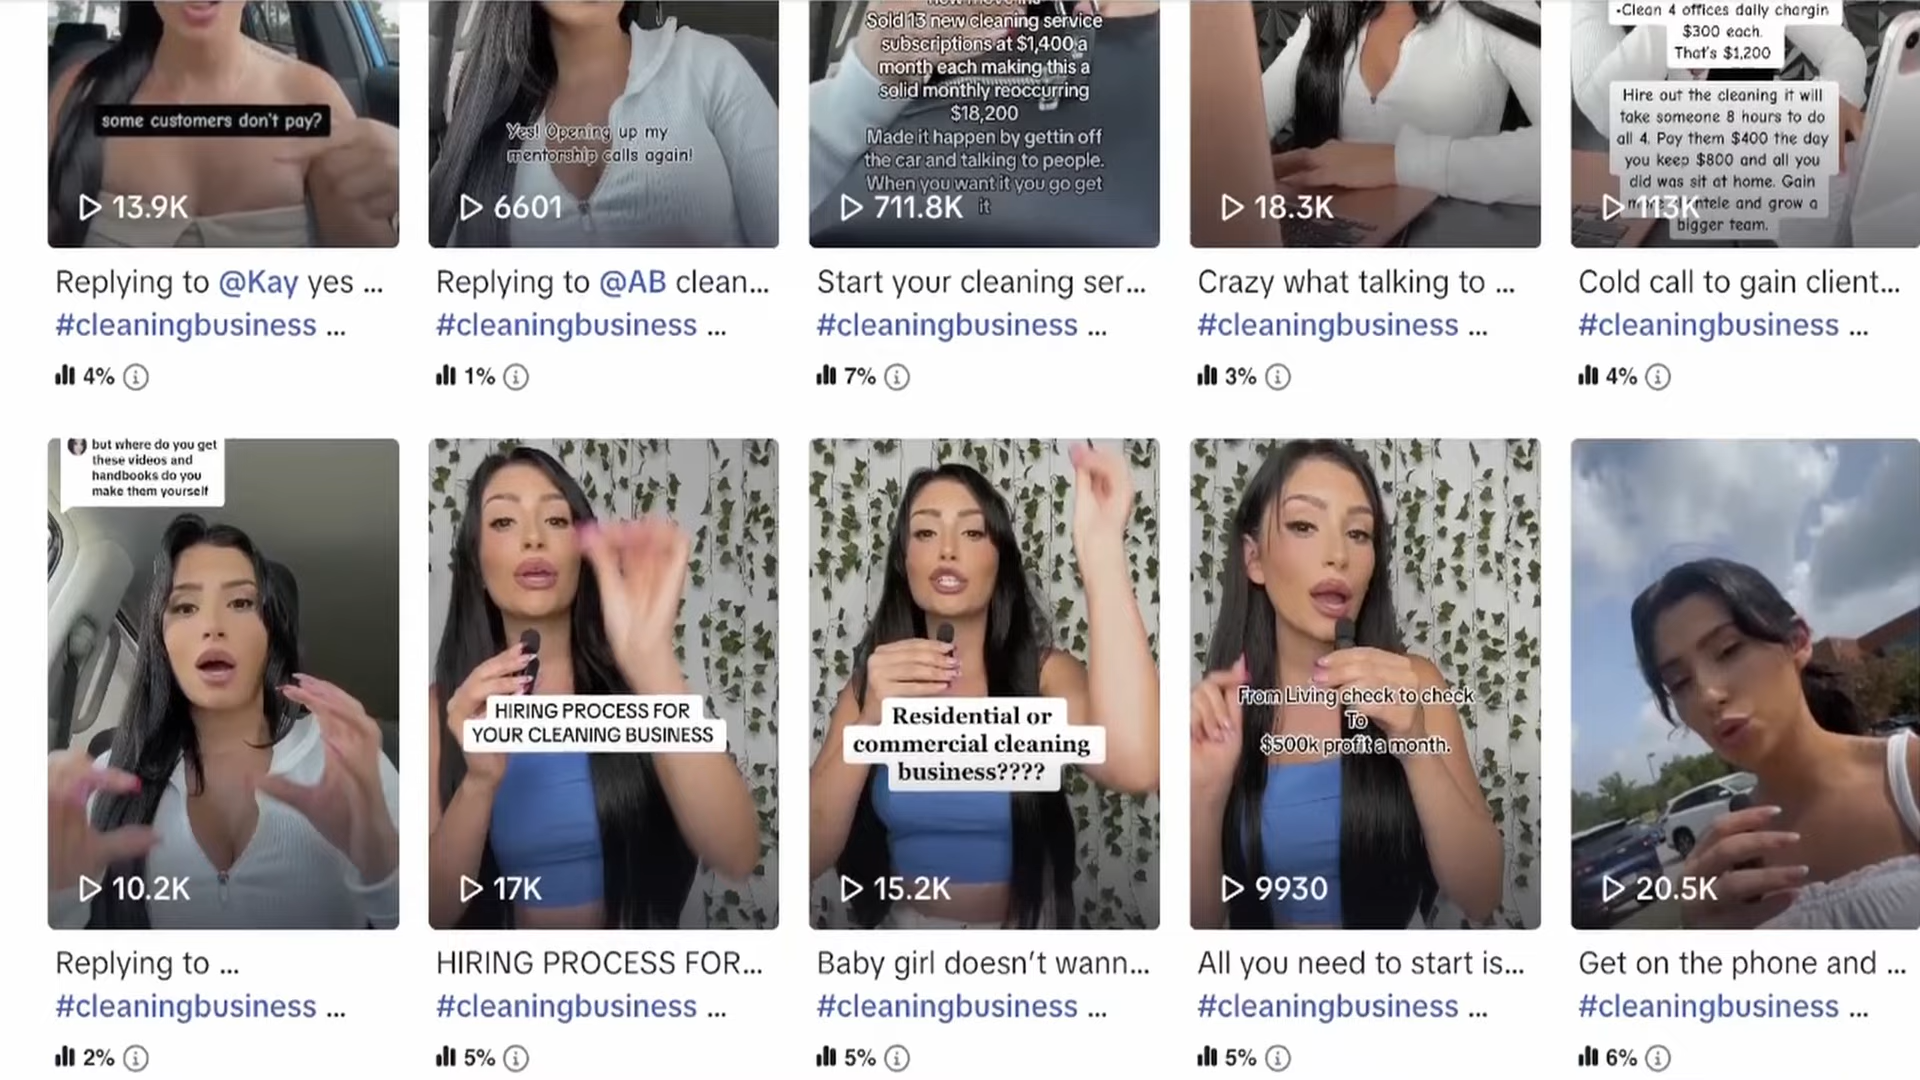 some customers don't pay?
13.9K
Yes! Opening up my
mentorship calls again!
6601
Sold 13 new cleaning service
subscriptions at $1,400 a
month each making this a
solid monthly reoccurring
$18,200
Made it happen by gettin off
the car and talking to people.
When you want it you go get
it
711.8K
18.3K
-Clean 4 offices daily chargin
$300 each.
That's $1,200
Hire out the cleaning it will
take someone 8 hours to do
all 4. Pay them $400 the day
you keep $800 and all you
did was sit at home. Gain
and grow a
bigger team.
113K
Replying to @Kay yes ...
#cleaningbusiness ...
4%
Replying to @AB clean...
#cleaningbusiness ...
1%
Start your cleaning ser...
#cleaningbusiness ...
7%
Crazy what talking to ...
#cleaningbusiness ...
3%
Cold call to gain client...
#cleaningbusiness ...
4%
but where do you get
these videos and
handbooks do you
make them yourself
10.2K
HIRING PROCESS FOR
YOUR CLEANING BUSINESS
17K
Residential or
commercial cleaning
business????
15.2K
From Living check to check
To
$500k profit a month.
9930
20.5K
Replying to ...
#cleaningbusiness ...
2%
HIRING PROCESS FOR...
#cleaningbusiness ...
5%
Baby girl doesn't wann...
#cleaningbusiness ...
5%
All you need to start is...
#cleaningbusiness ...
5%
Get on the phone and ...
#cleaningbusiness ...
6%